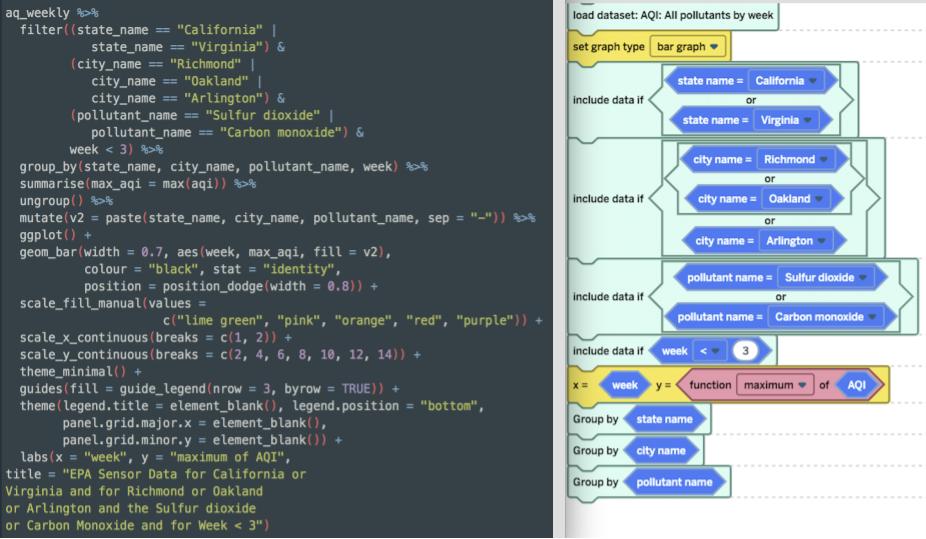 aq_weekly %>%
filter((state_name == "California" |
state_name == "Virginia") &
(city_name == "Richmond" |
city_name == "Oakland" |
city_name == "Arlington") &
(pollutant_name == "Sulfur dioxide" |
pollutant_name == "Carbon monoxide") &
week < 3) %>%
group_by(state_name, city_name, pollutant_name, week) %>%
summarise(max_aqi = max(aqi)) %>%
ungroup() %>%
mutate(v2 = paste(state_name, city_name, pollutant_name, sep = "-")) %>%
ggplot() +
geom_bar(width = 0.7, aes(week, max_aqi, fill = v2),
colour = "black", stat = "identity",
position = position_dodge(width = 0.8)) +
scale_fill_manual(values =
c("lime green", "pink", "orange", "red", "purple")) +
scale_x_continuous(breaks = c(1, 2)) +
scale_y_continuous(breaks = c(2, 4, 6, 8, 10, 12, 14)) +
theme_minimal() +
guides(fill = guide_legend(nrow = 3, byrow = TRUE)) +
theme(legend.title = element_blank(), legend.position = "bottom",
panel.grid.major.x = element_blank(),
panel.grid.minor.y = element_blank()) +
labs(x = "week", y = "maximum of AQI",
title = "EPA Sensor Data for California or
Virginia and for Richmond or Oakland
or Arlington and the Sulfur dioxide
or Carbon Monoxide and for Week < 3")
load dataset: AQI: All pollutants by week
set graph type bar graph
state name = California
include data if or
state name = Virginia
city name = Richmond
or
include data if city name = Oakland
or
city name = Arlington
pollutant name = Sulfur dioxide
include data if or
pollutant name = Carbon monoxide
include data if week < 3
x = week y = function maximum of AQI
Group by state name
Group by city name
Group by pollutant name